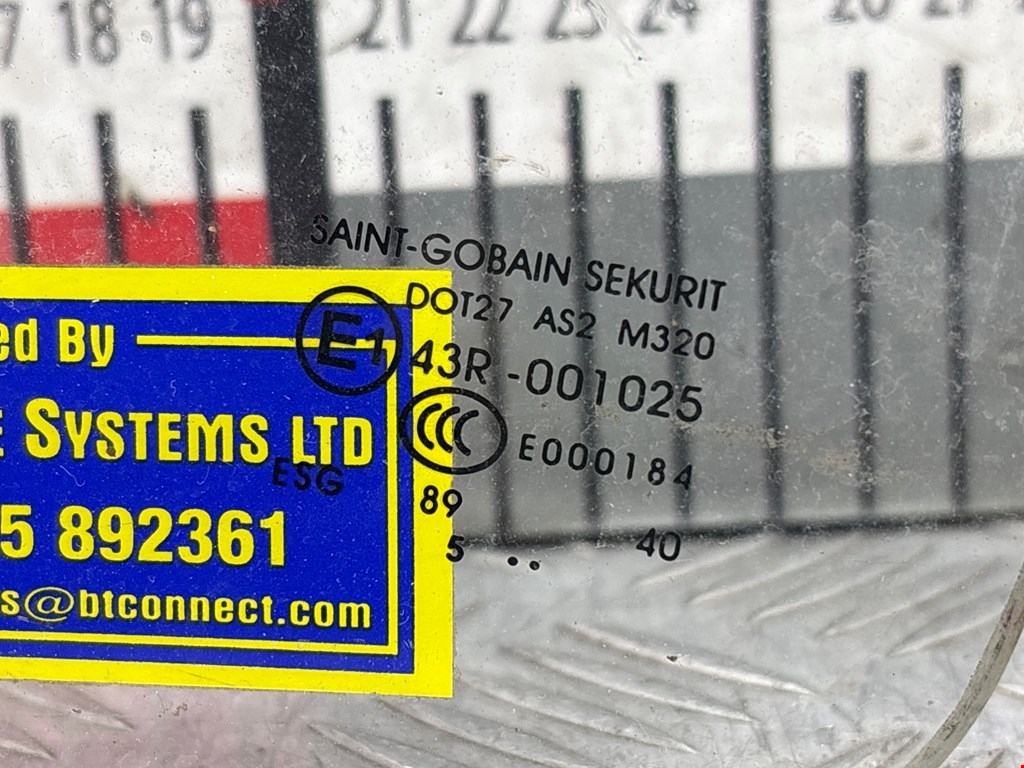 18 19 21 22 23 24 26 27
SAINT-GOBAIN SEKURIT
DOT27 AS2 M320
E1 43R -001025
CCC E000184
ESG
89
5 .. 40
ed By
E SYSTEMS LTD
5 892361
s@btconnect.com